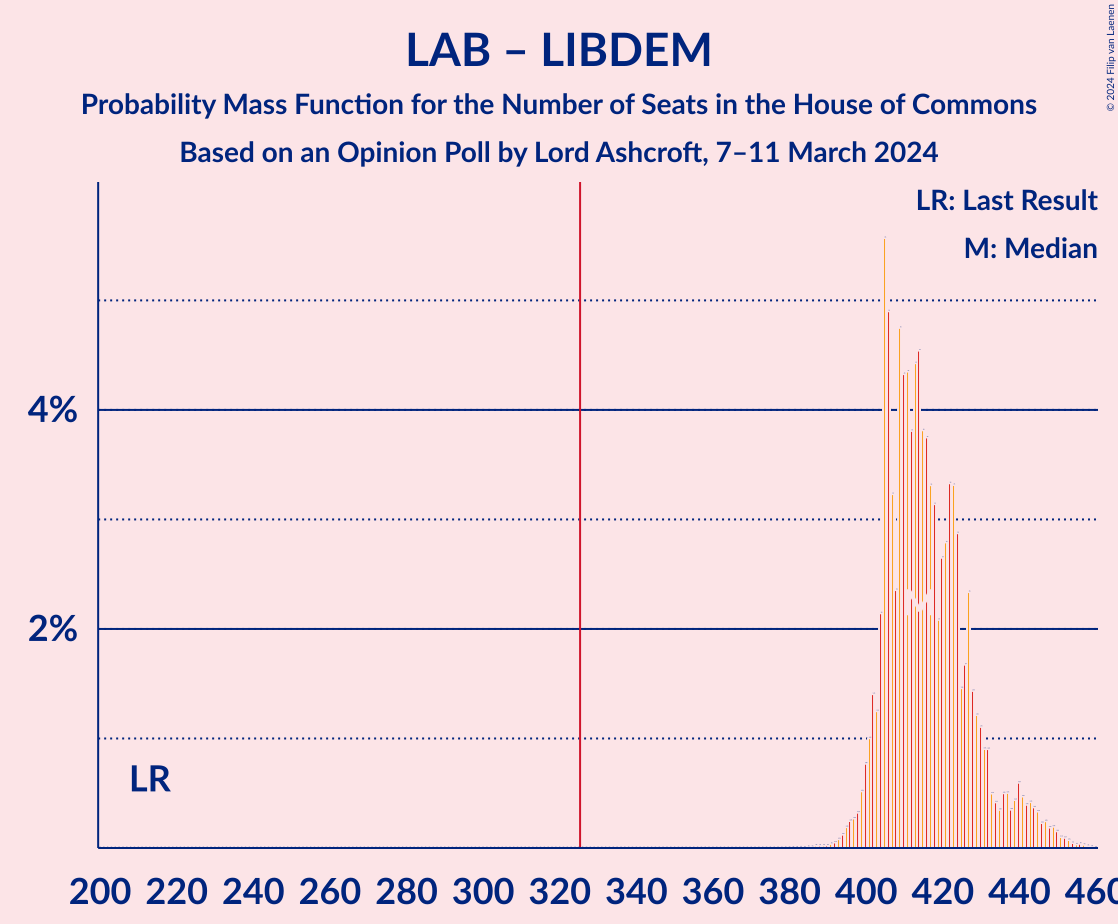 © 2024 Filip van Laenen
LAB – LIBDEM
Probability Mass Function for the Number of Seats in the House of Commons
Based on an Opinion Poll by Lord Ashcroft, 7–11 March 2024
LR: Last Result
M: Median
4%
2%
LR
200 220 240 260 280 300 320 340 360 380 400 420 440 460